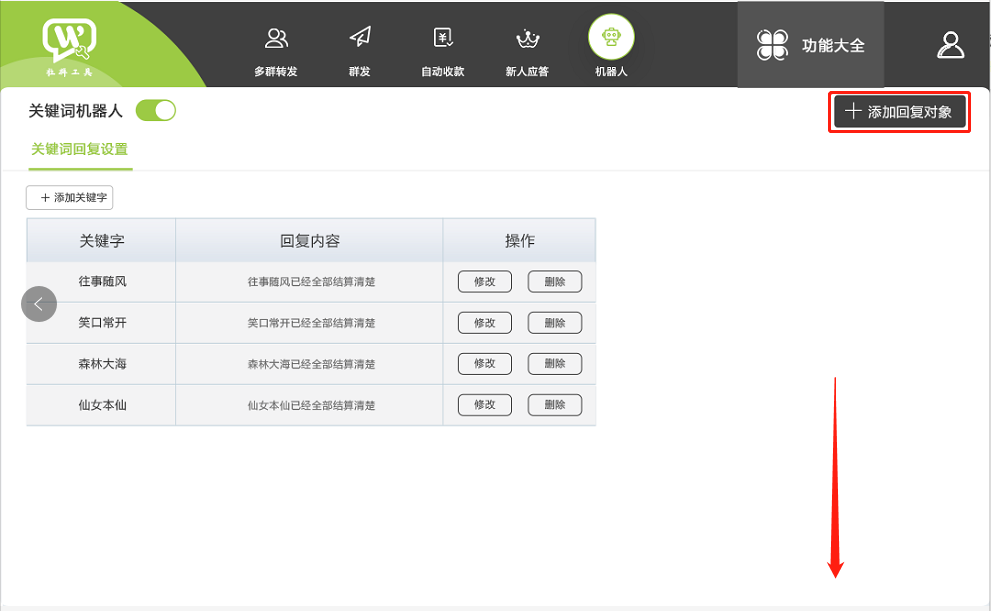 W
牡科工具
多群转发
群发
自动收款
新人应答
机器人
功能大全
关键词机器人
添加回复对象
关键词回复设置
+ 添加关键字
关键字 回复内容 操作
往事随风 往事随风已经全部结算清楚 修改 删除
笑口常开 笑口常开已经全部结算清楚 修改 删除
森林大海 森林大海已经全部结算清楚 修改 删除
仙女本仙 仙女本仙已经全部结算清楚 修改 删除